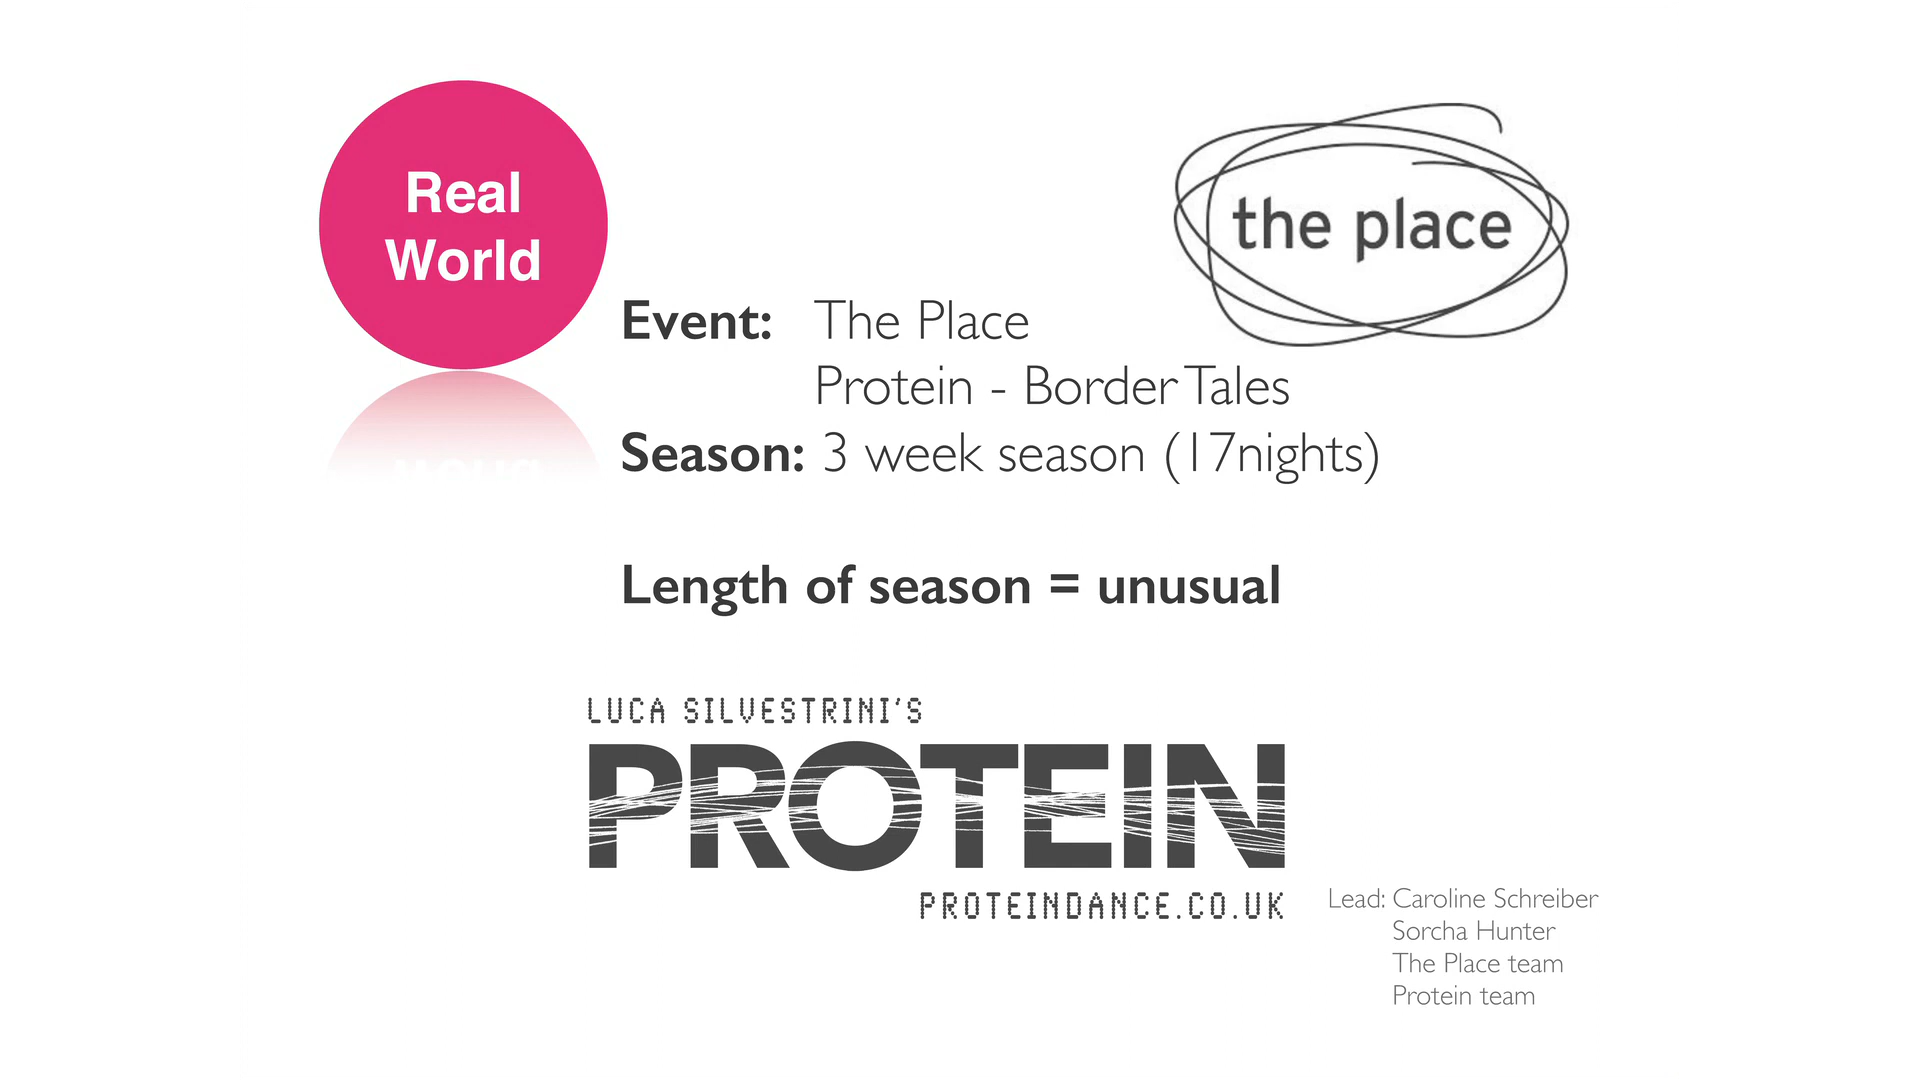 Real
World
the place
Event: The Place
Protein - Border Tales
Season: 3 week season (17nights)
Length of season = unusual
LUCA SILVESTRINI'S
PROTEIN
PROTEINDANCE.CO.UK
Lead: Caroline Schreiber
Sorcha Hunter
The Place team
Protein team